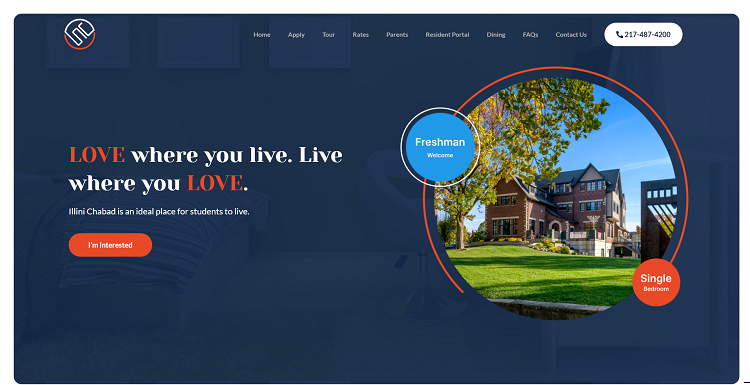 Home Apply Tour Rates Parents Resident Portal Dining FAQs Contact Us 217-487-4200
Freshman
Welcome
LOVE where you live. Live
where you LOVE.
Illini Chabad is an ideal place for students to live.
I'm Interested
Single
Bedroom